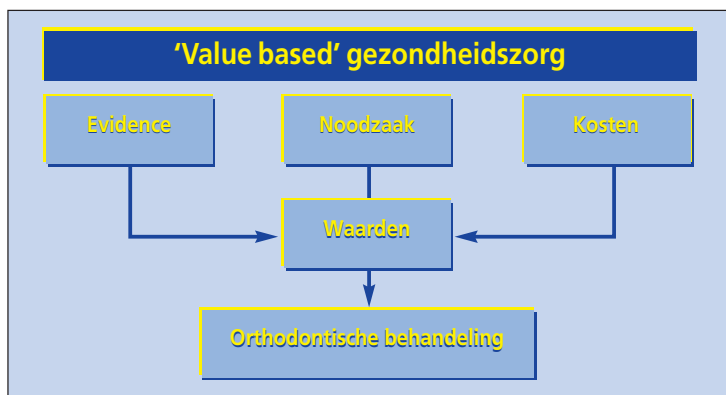 ‘Value based’ gezondheidszorg
Evidence
Noodzaak
Kosten
Waarden
Orthodontische behandeling